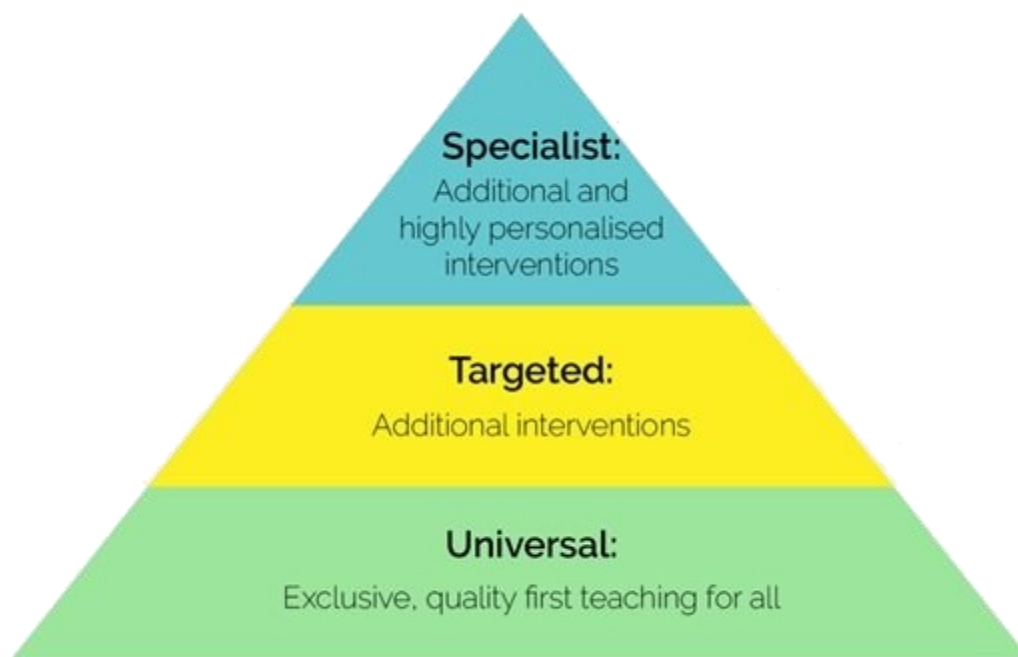 Specialist:
Additional and
highly personalised
interventions
Targeted:
Additional interventions
Universal:
Exclusive, quality first teaching for all